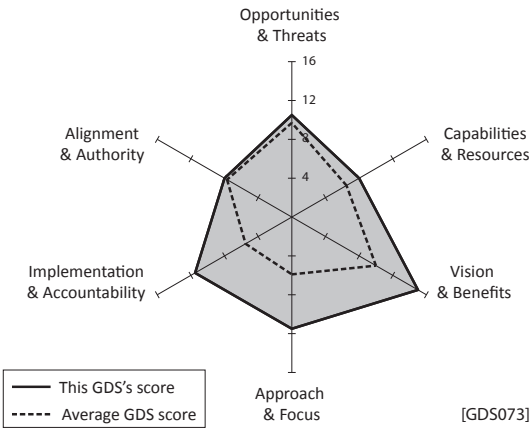 Opportunities
& Threats
16
12
8
4
Alignment
& Authority
Capabilities
& Resources
Implementation
& Accountability
Vision
& Benefits
This GDS's score
Average GDS score
Approach
& Focus
[GDS073]